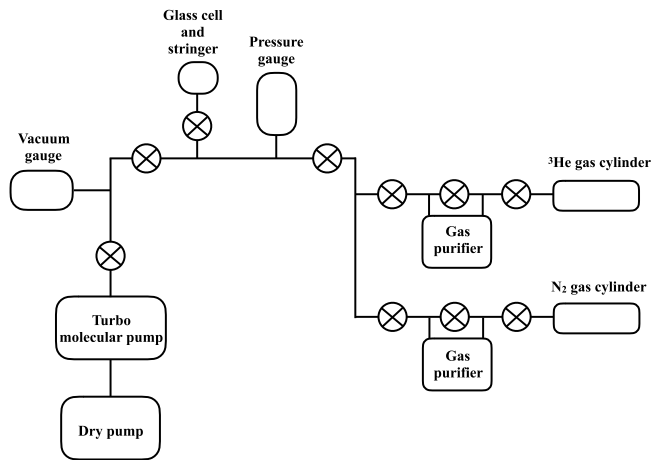 Glass cell
and
stringer
Pressure
gauge
Vacuum
gauge
³He gas cylinder
Gas
purifier
N₂ gas cylinder
Turbo
molecular pump
Gas
purifier
Dry pump